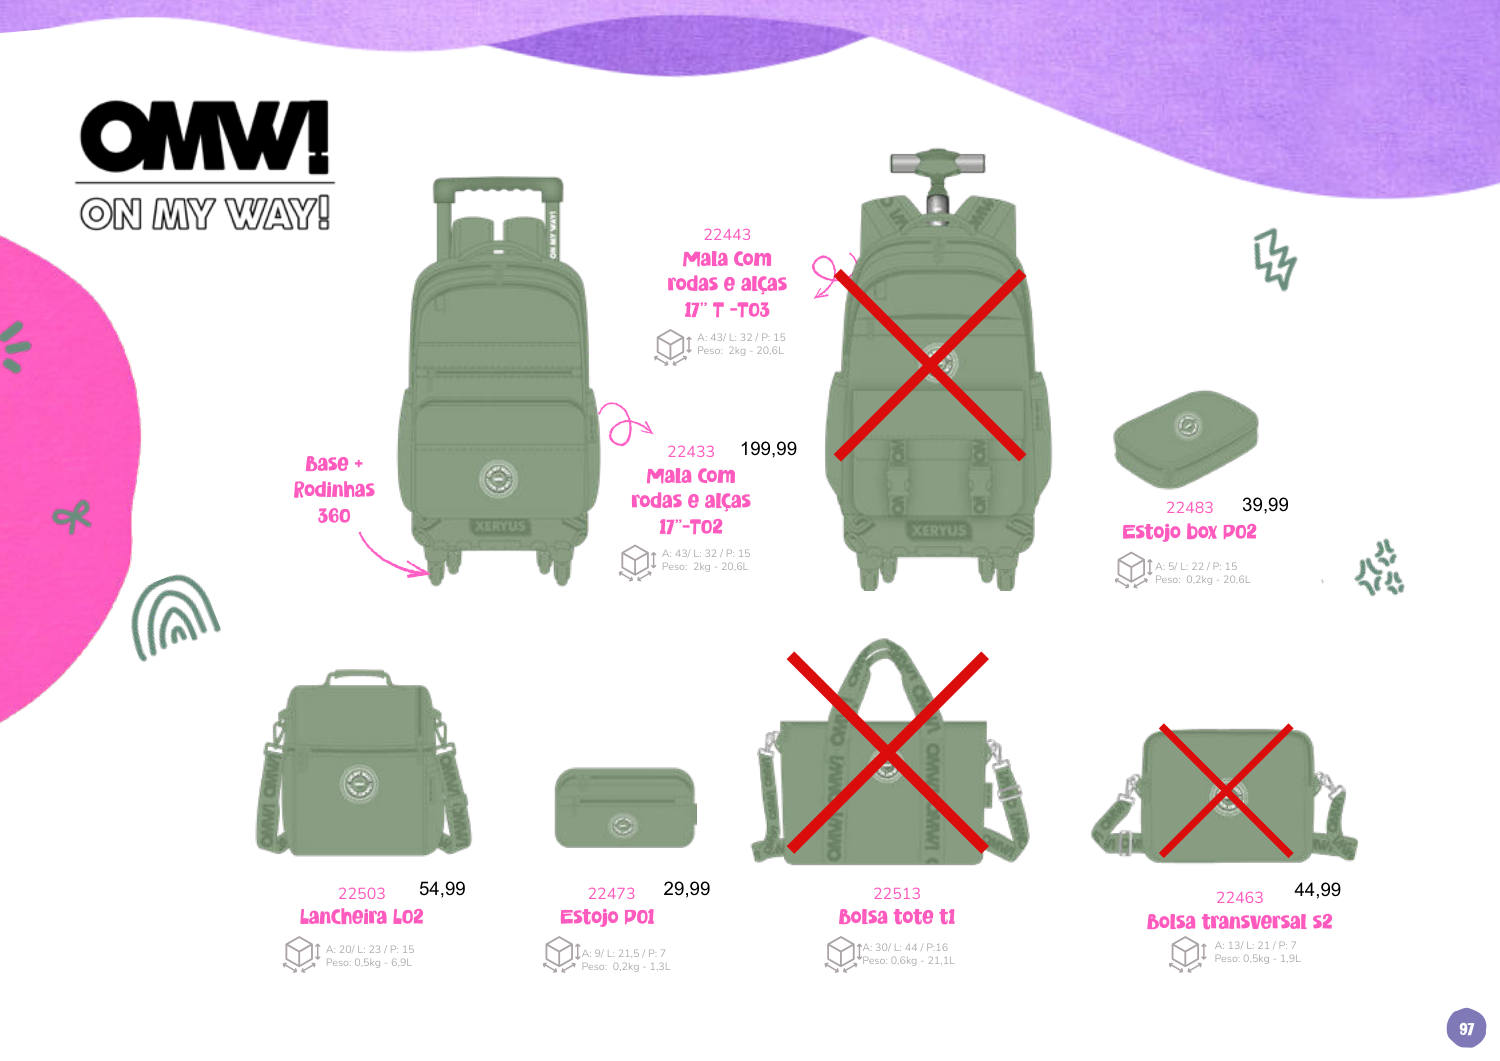 OMW!
ON MY WAY!
ON MY WAY!
22443
Mala Com
rodas e alças
17" T -T03
A: 43/ L: 32 / P: 15
Peso: 2kg - 20,6L
22433 199,99
Mala Com
rodas e alças
17"-T02
A: 43/ L: 32 / P: 15
Peso: 2kg - 20,6L
Base +
Rodinhas
360
XERYUS
XERYUS
22483 39,99
Estojo box P02
A: 5/ L: 22 / P: 15
Peso: 0,2kg - 20,6L
22503 54,99
Lancheira L02
A: 20/ L: 23 / P: 15
Peso: 0,5kg - 6,9L
22473 29,99
Estojo P01
A: 9/ L: 21,5 / P: 7
Peso: 0,2kg - 1,3L
22513
Bolsa tote t1
A: 30/ L: 44 / P:16
Peso: 0,6kg - 21,1L
22463 44,99
Bolsa transversal s2
A: 13/ L: 21 / P: 7
Peso: 0,5kg - 1,9L
97